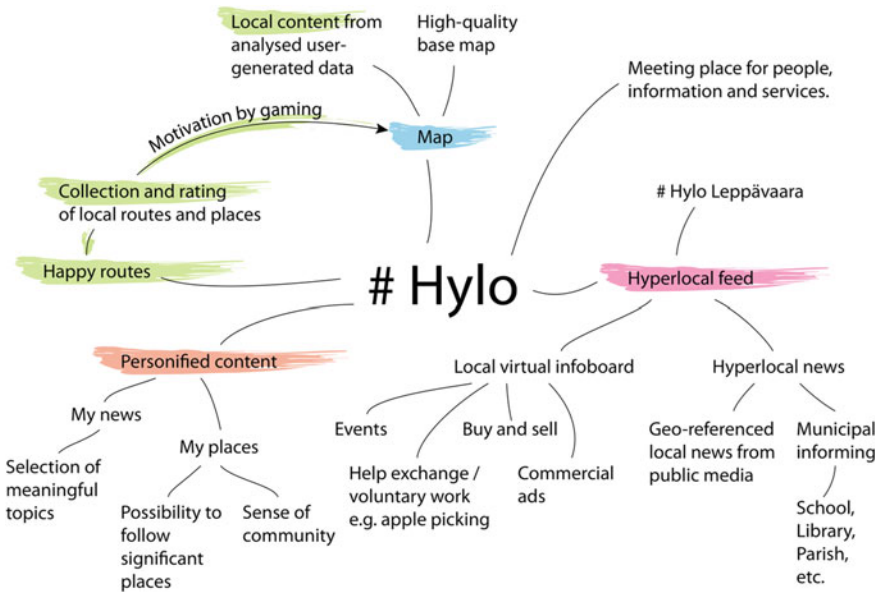 Local content from
analysed user-
generated data
High-quality
base map
Meeting place for people,
information and services.
Motivation by gaming
Map
Collection and rating
of local routes and places
# Hylo Leppävaara
Happy routes
# Hylo
Hyperlocal feed
Personified content
Local virtual infoboard
Hyperlocal news
My news
My places
Events
Buy and sell
Geo-referenced
local news from
public media
Municipal
informing
Selection of
meaningful
topics
Help exchange /
voluntary work
e.g. apple picking
Commercial
ads
Possibility to
follow
significant
places
Sense of
community
School,
Library,
Parish,
etc.